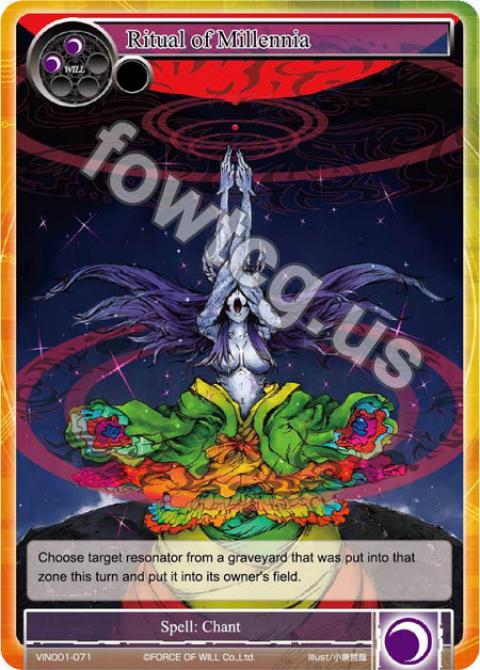 Ritual of Millennia
WILL
fowtcg.us
Choose target resonator from a graveyard that was put into that
zone this turn and put it into its owner's field.
Spell: Chant
VIN001-071 ©FORCE OF WILL Co.,Ltd. Illust/小東哲龍